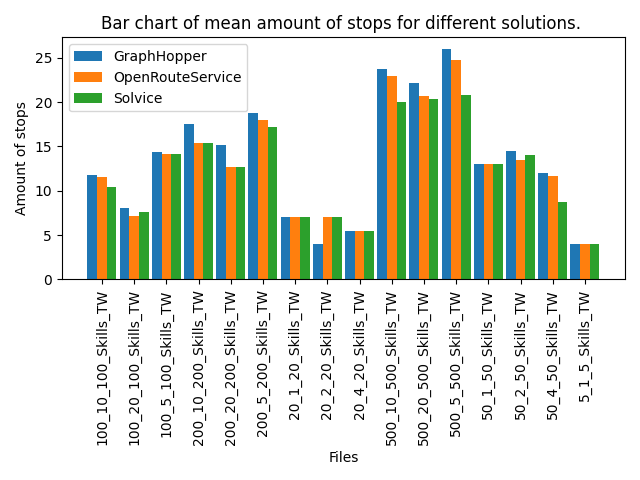 Bar chart of mean amount of stops for different solutions.
GraphHopper
OpenRouteService
Solvice
Amount of stops
25
20
15
10
5
0
100_10_100_Skills_TW
100_20_100_Skills_TW
100_5_100_Skills_TW
200_10_200_Skills_TW
200_20_200_Skills_TW
200_5_200_Skills_TW
20_1_20_Skills_TW
20_2_20_Skills_TW
20_4_20_Skills_TW
500_10_500_Skills_TW
500_20_500_Skills_TW
500_5_500_Skills_TW
50_1_50_Skills_TW
50_2_50_Skills_TW
50_4_50_Skills_TW
5_1_5_Skills_TW
Files